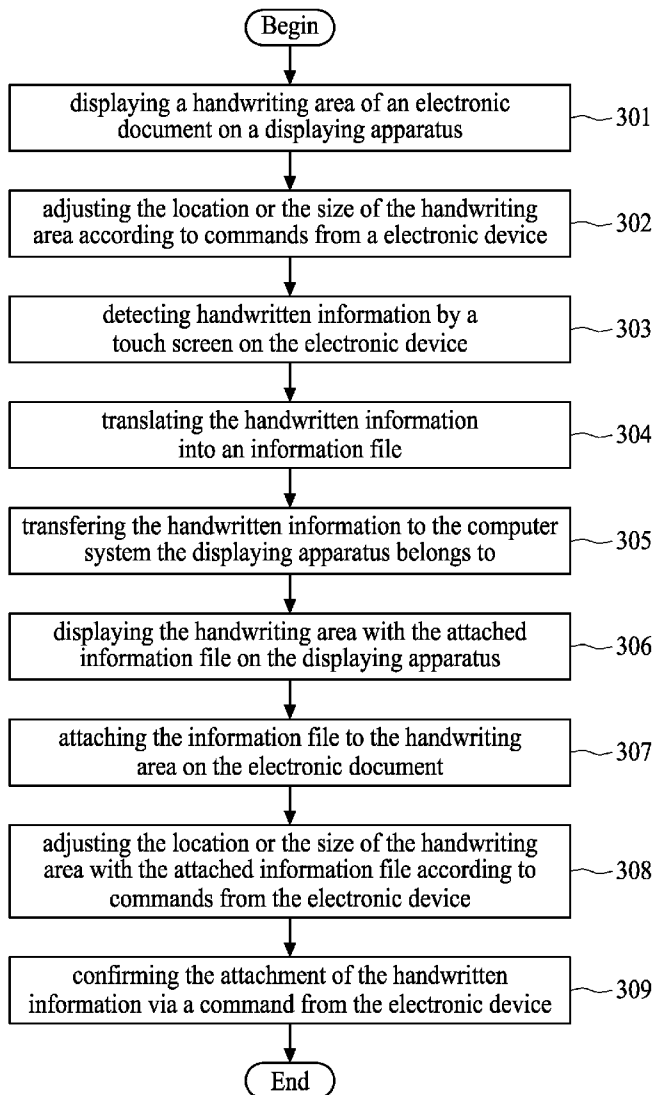 Begin
displaying a handwriting area of an electronic
document on a displaying apparatus
301
adjusting the location or the size of the handwriting
area according to commands from a electronic device
302
detecting handwritten information by a
touch screen on the electronic device
303
translating the handwritten information
into an information file
304
transfering the handwritten information to the computer
system the displaying apparatus belongs to
305
displaying the handwriting area with the attached
information file on the displaying apparatus
306
attaching the information file to the handwriting
area on the electronic document
307
adjusting the location or the size of the handwriting
area with the attached information file according to
commands from the electronic device
308
confirming the attachment of the handwritten
information via a command from the electronic device
309
End